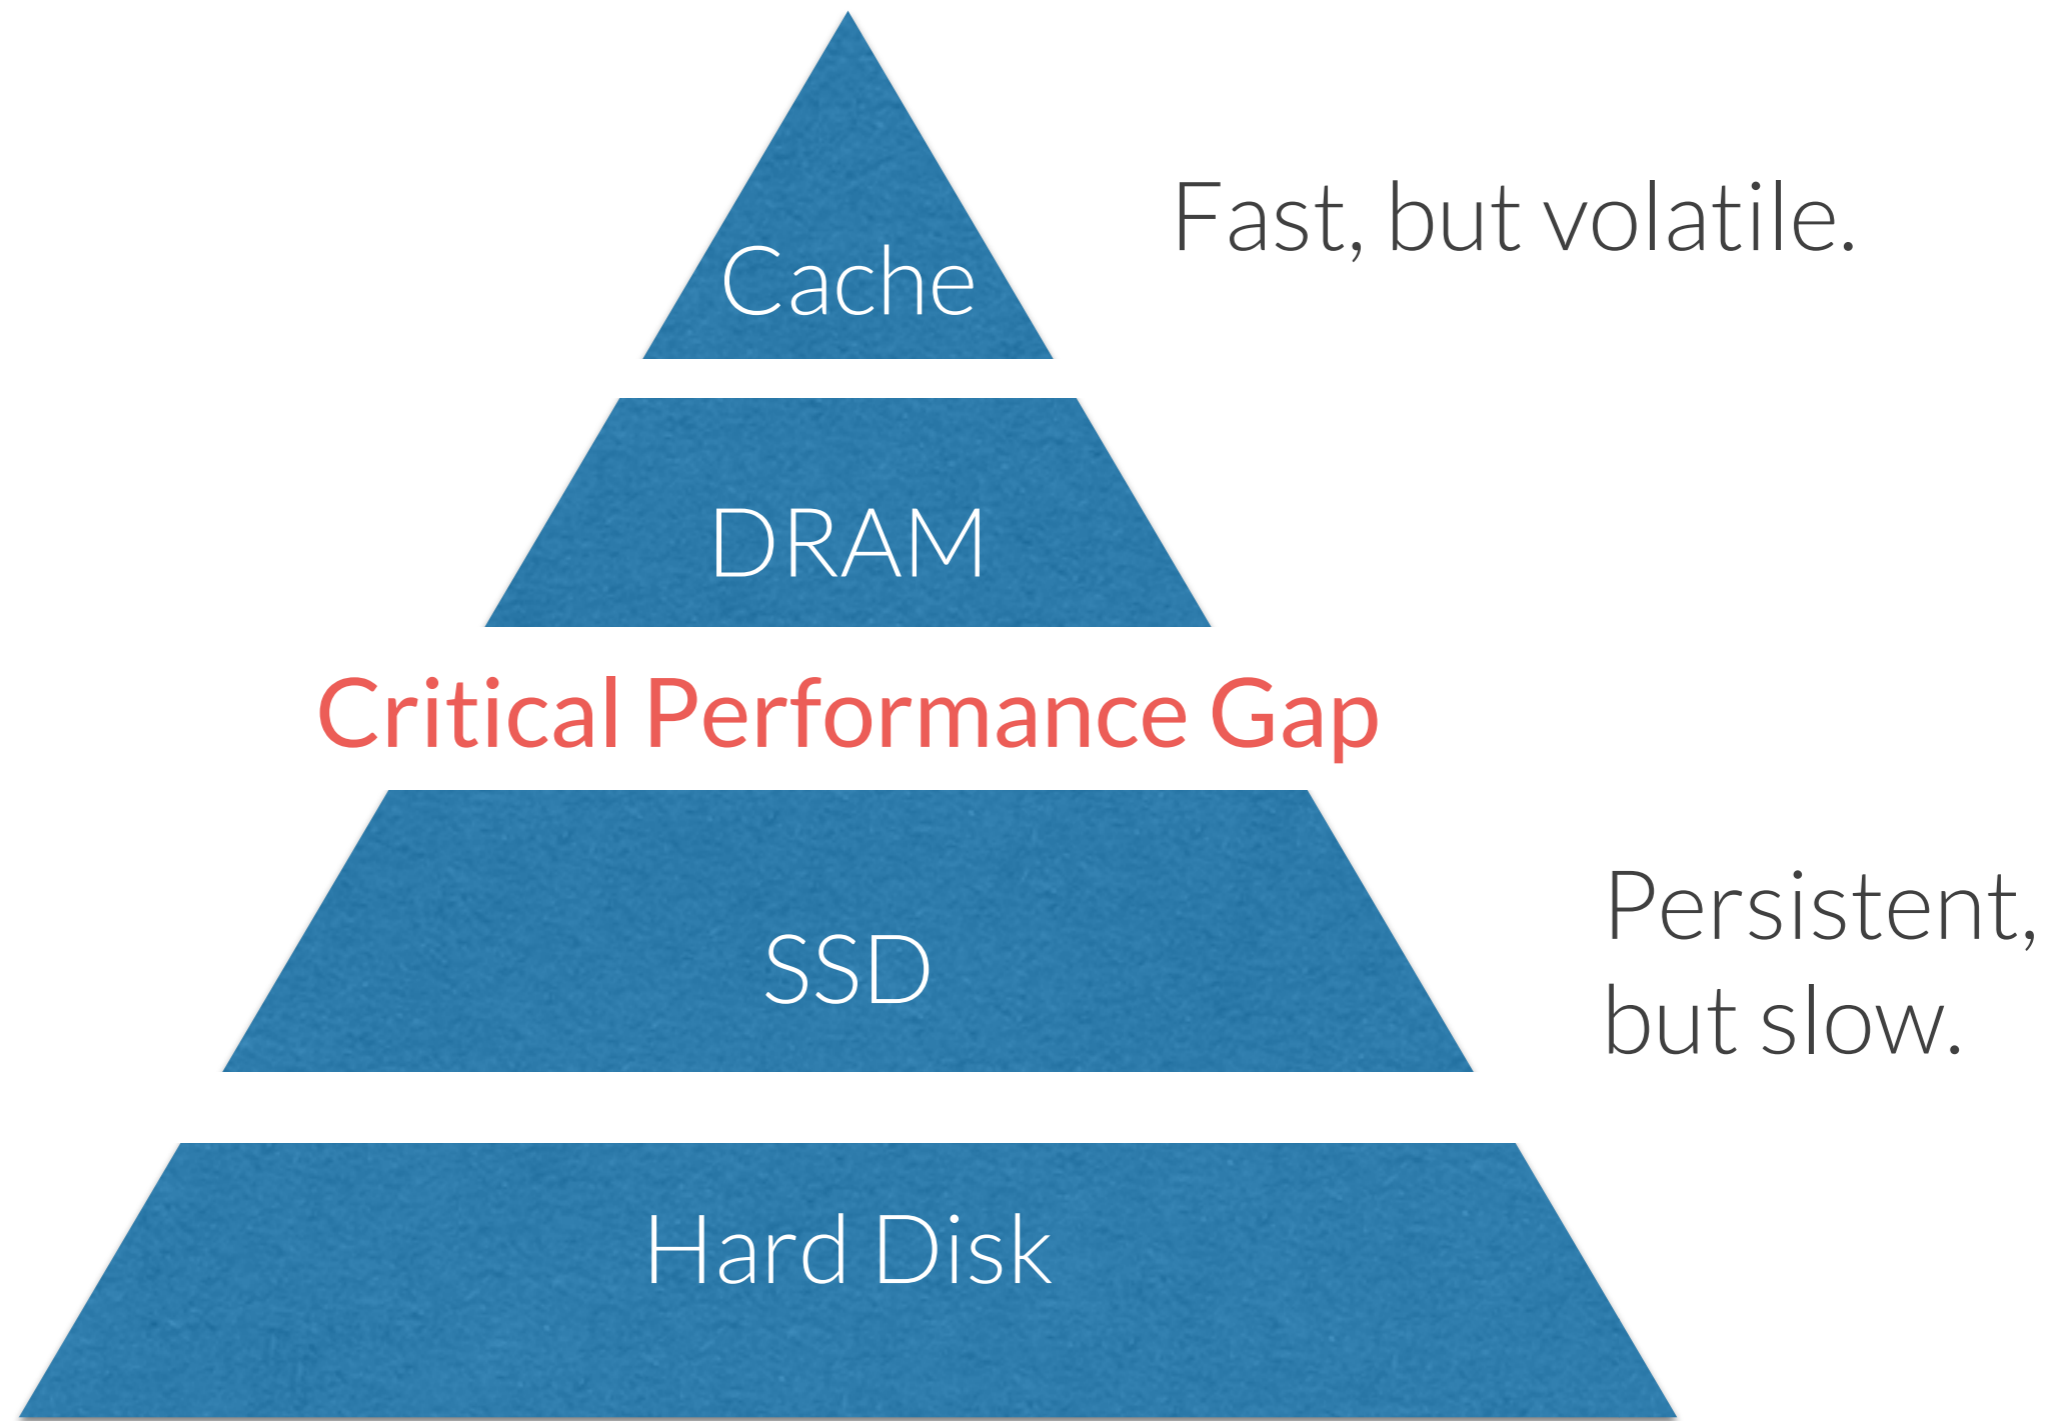 Cache
Fast, but volatile.
DRAM
Critical Performance Gap
SSD
Persistent,
but slow.
Hard Disk